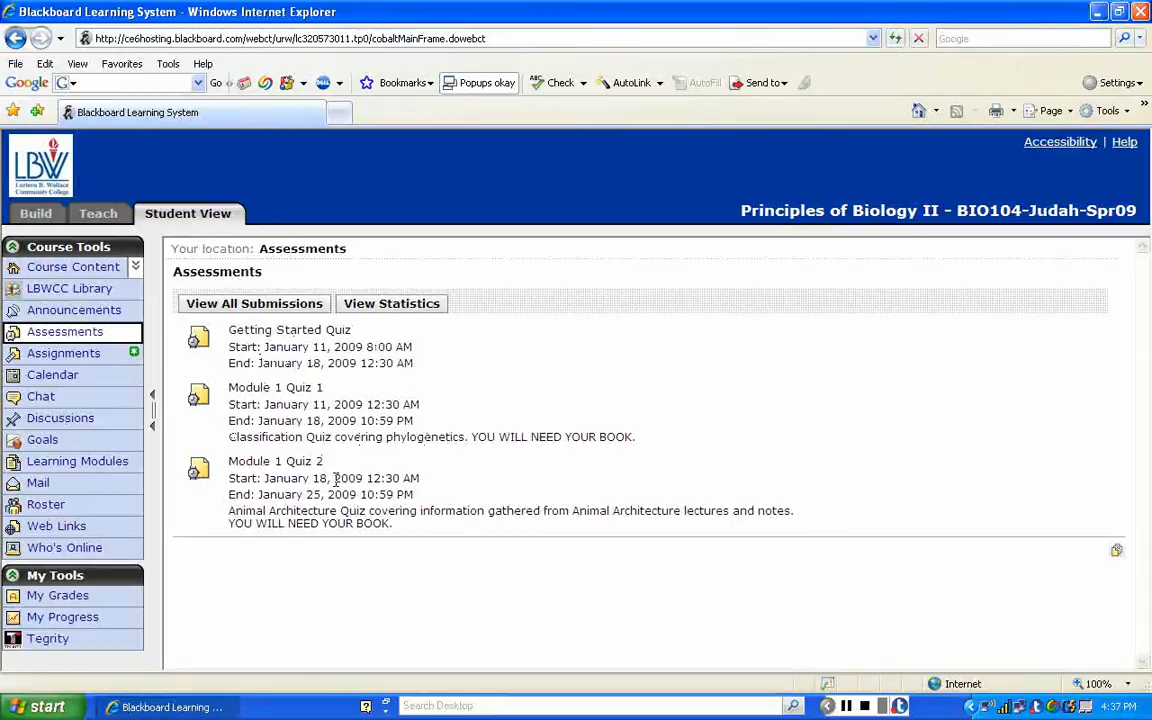 Blackboard Learning System - Windows Internet Explorer
http://ce6hosting.blackboard.com/webct/urw/lc320573011.tp0/cobaltMainFrame.dowebct
Google
File Edit View Favorites Tools Help
Google G Go Bookmarks Popups okay Check AutoLink AutoFill Send to Settings
Blackboard Learning System Page Tools
LBW
Lurleen B. Wallace
Community College
Accessibility | Help
Build Teach Student View
Principles of Biology II - BIO104-Judah-Spr09
Course Tools
Course Content
LBWCC Library
Announcements
Assessments
Assignments
Calendar
Chat
Discussions
Goals
Learning Modules
Mail
Roster
Web Links
Who's Online
My Tools
My Grades
My Progress
Tegrity
Your location: Assessments
Assessments
View All Submissions View Statistics
Getting Started Quiz
Start: January 11, 2009 8:00 AM
End: January 18, 2009 12:30 AM
Module 1 Quiz 1
Start: January 11, 2009 12:30 AM
End: January 18, 2009 10:59 PM
Classification Quiz covering phylogenetics. YOU WILL NEED YOUR BOOK.
Module 1 Quiz 2
Start: January 18, 2009 12:30 AM
End: January 25, 2009 10:59 PM
Animal Architecture Quiz covering information gathered from Animal Architecture lectures and notes.
YOU WILL NEED YOUR BOOK.
Internet 100%
start Blackboard Learning ... Search Desktop 4:37 PM